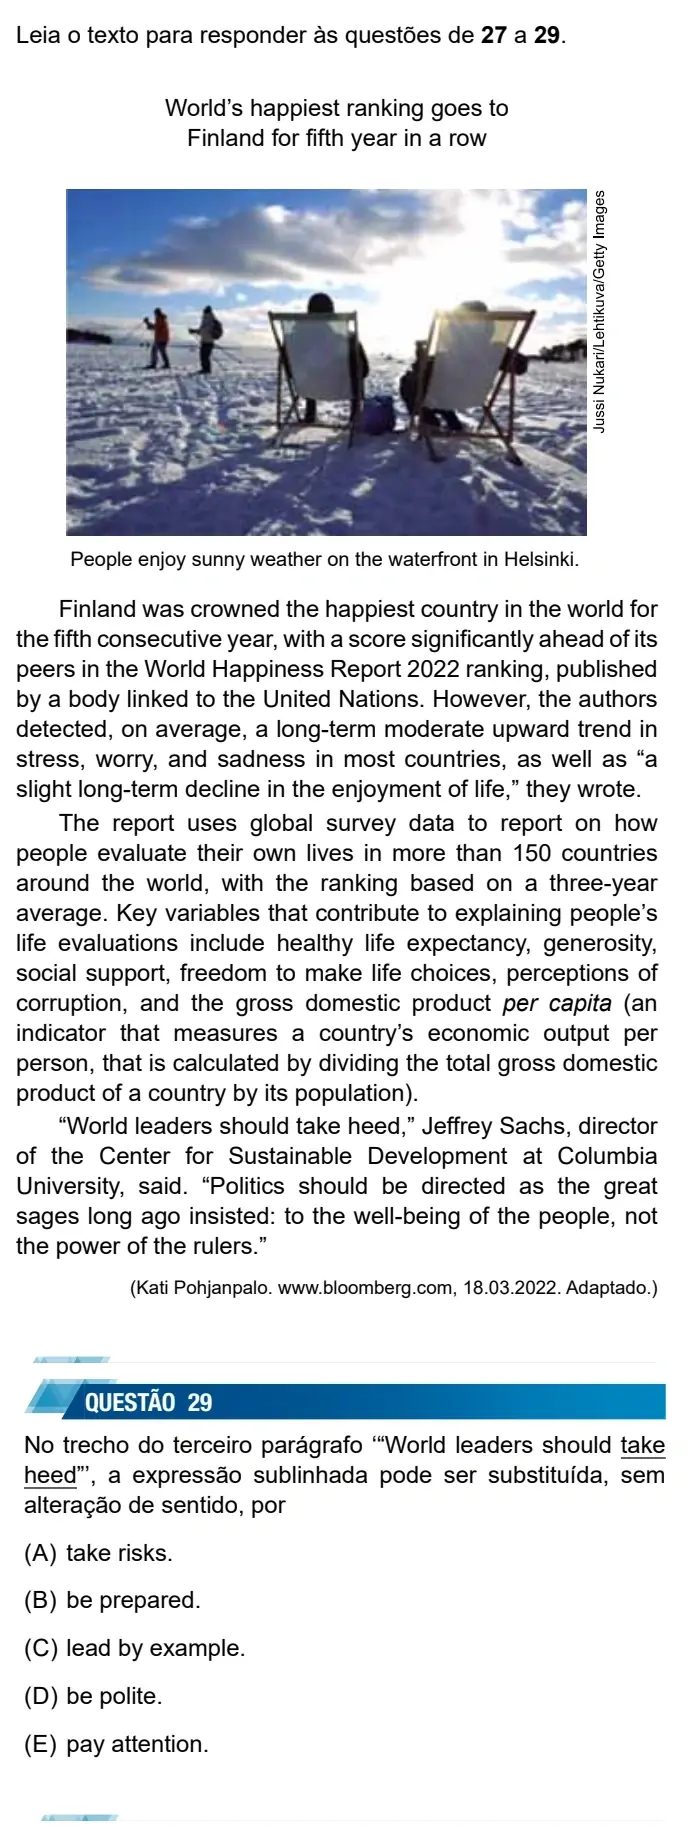 Leia o texto para responder às questões de 27 a 29.
World’s happiest ranking goes to
Finland for fifth year in a row
Jussi Nukari/Lehtikuva/Getty Images
People enjoy sunny weather on the waterfront in Helsinki.
Finland was crowned the happiest country in the world for
the fifth consecutive year, with a score significantly ahead of its
peers in the World Happiness Report 2022 ranking, published
by a body linked to the United Nations. However, the authors
detected, on average, a long-term moderate upward trend in
stress, worry, and sadness in most countries, as well as “a
slight long-term decline in the enjoyment of life,” they wrote.
The report uses global survey data to report on how
people evaluate their own lives in more than 150 countries
around the world, with the ranking based on a three-year
average. Key variables that contribute to explaining people’s
life evaluations include healthy life expectancy, generosity,
social support, freedom to make life choices, perceptions of
corruption, and the gross domestic product per capita (an
indicator that measures a country’s economic output per
person, that is calculated by dividing the total gross domestic
product of a country by its population).
“World leaders should take heed,” Jeffrey Sachs, director
of the Center for Sustainable Development at Columbia
University, said. “Politics should be directed as the great
sages long ago insisted: to the well-being of the people, not
the power of the rulers.”
(Kati Pohjanpalo. www.bloomberg.com, 18.03.2022. Adaptado.)
QUESTÃO 29
No trecho do terceiro parágrafo ‘“World leaders should take
heed”’, a expressão sublinhada pode ser substituída, sem
alteração de sentido, por
(A) take risks.
(B) be prepared.
(C) lead by example.
(D) be polite.
(E) pay attention.